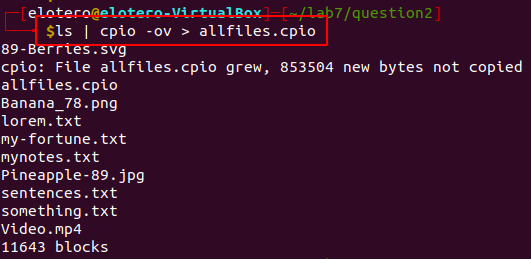 [elotero@elotero-VirtualBox]-[~/lab7/question2]
$ls | cpio -ov > allfiles.cpio
89-Berries.svg
cpio: File allfiles.cpio grew, 853504 new bytes not copied
allfiles.cpio
Banana_78.png
lorem.txt
my-fortune.txt
mynotes.txt
Pineapple-89.jpg
sentences.txt
something.txt
Video.mp4
11643 blocks